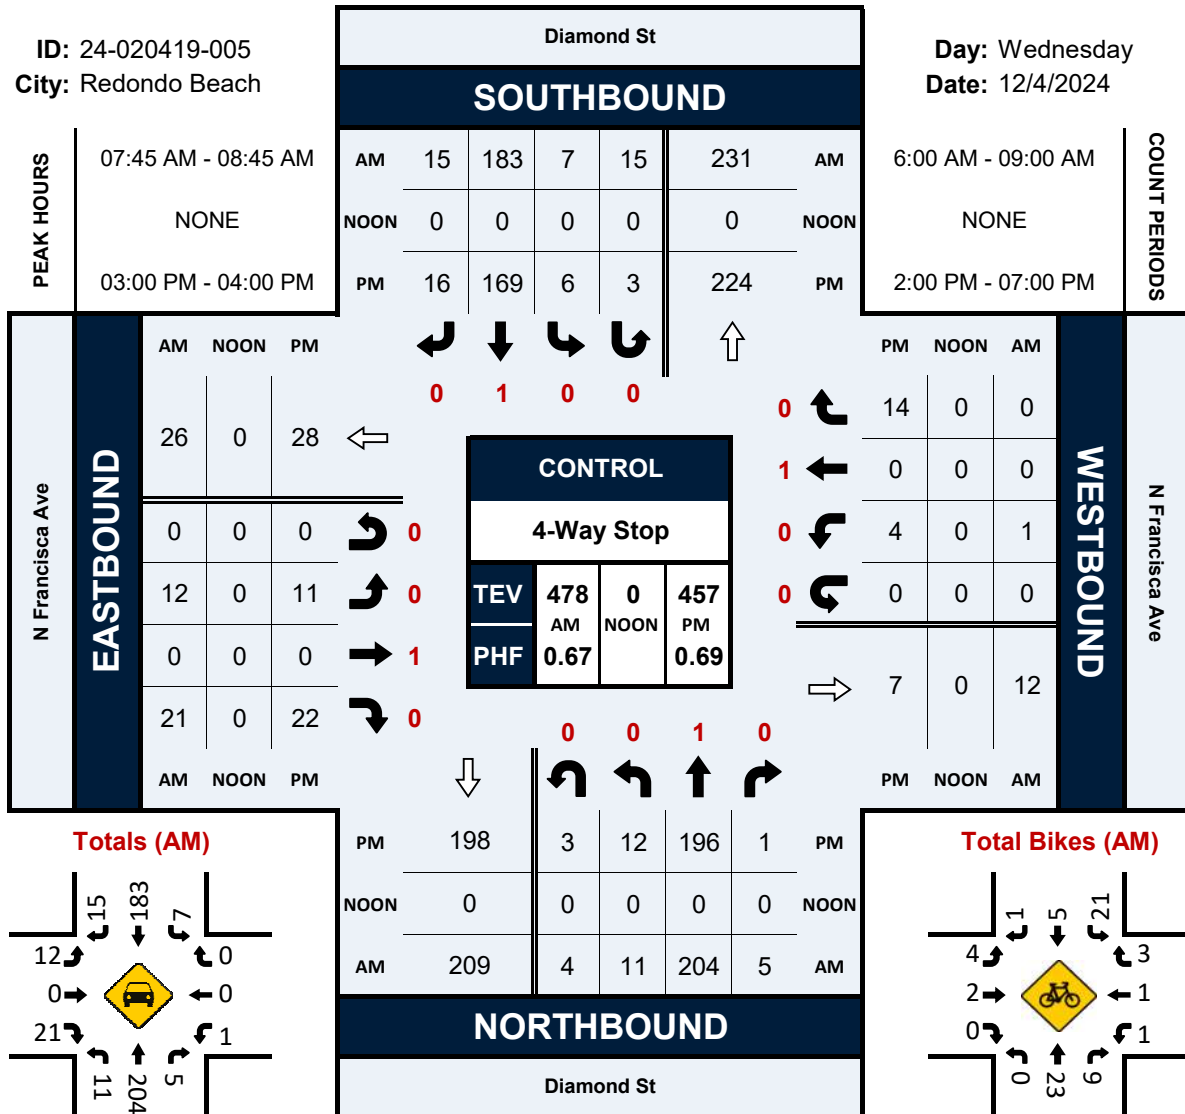 Diamond St
ID: 24-020419-005
City: Redondo Beach
Day: Wednesday
Date: 12/4/2024
SOUTHBOUND
PEAK HOURS
07:45 AM - 08:45 AM
NONE
03:00 PM - 04:00 PM
AM 15 183 7 15 231 AM
NOON 0 0 0 0 0 NOON
PM 16 169 6 3 224 PM
6:00 AM - 09:00 AM
NONE
2:00 PM - 07:00 PM
COUNT PERIODS
0 1 0 0
N Francisca Ave
EASTBOUND
AM NOON PM
26 0 28
0 0 0 0
12 0 11 0
0 0 0 1
21 0 22 0
AM NOON PM
CONTROL
4-Way Stop
TEV 478 0 457
AM NOON PM
PHF 0.67 0.69
PM NOON AM
0 14 0 0
1 0 0 0
0 4 0 1
0 0 0 0
7 0 12
PM NOON AM
WESTBOUND
N Francisca Ave
0 0 1 0
PM 198 3 12 196 1 PM
NOON 0 0 0 0 0 NOON
AM 209 4 11 204 5 AM
NORTHBOUND
Diamond St
Totals (AM)
15 183 7
12 0
0 0
21 1
11 204 5
Total Bikes (AM)
1 5 21
4 3
2 1
0 1
0 23 9